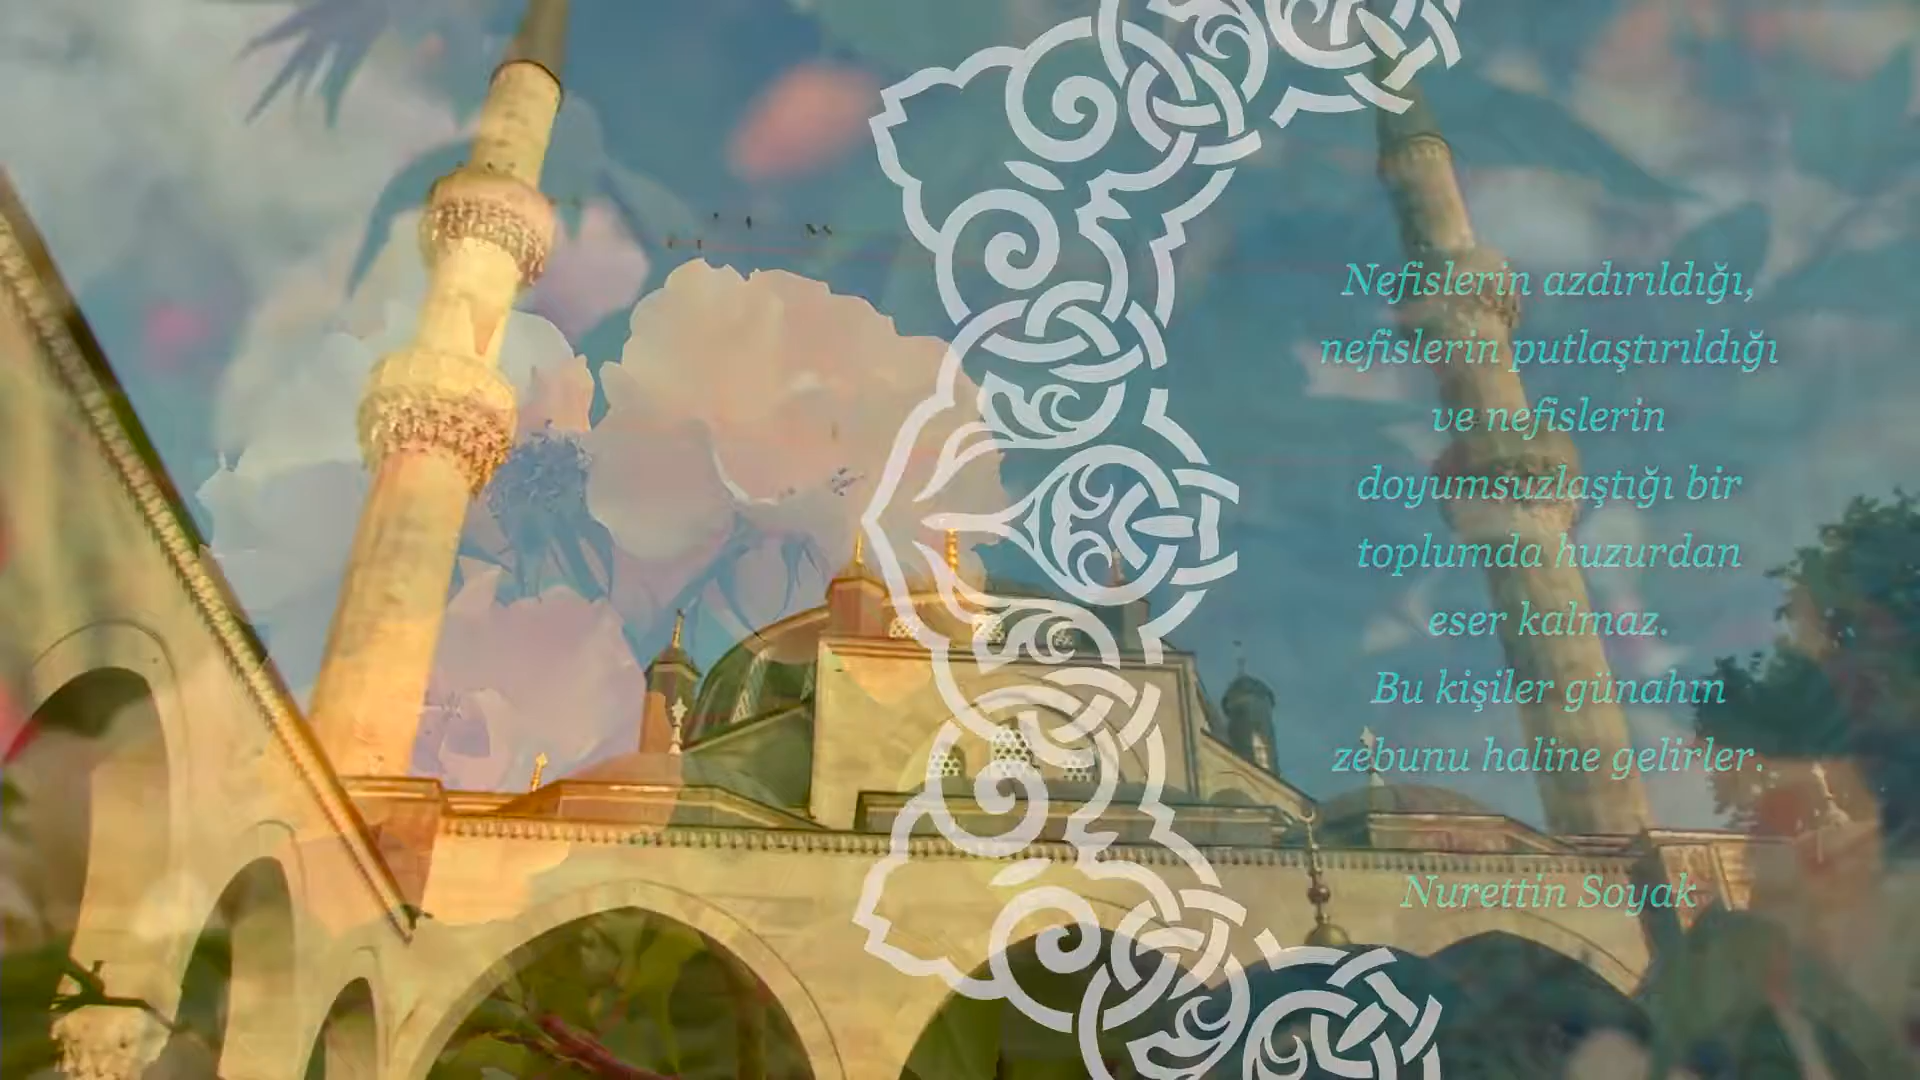 Nefislerin azdırıldığı,
nefislerin putlaştırıldığı
ve nefislerin
doyumsuzlaştığı bir
toplumda huzurdan
eser kalmaz.
Bu kişiler günahın
zebunu haline gelirler.
Nurettin Soyak